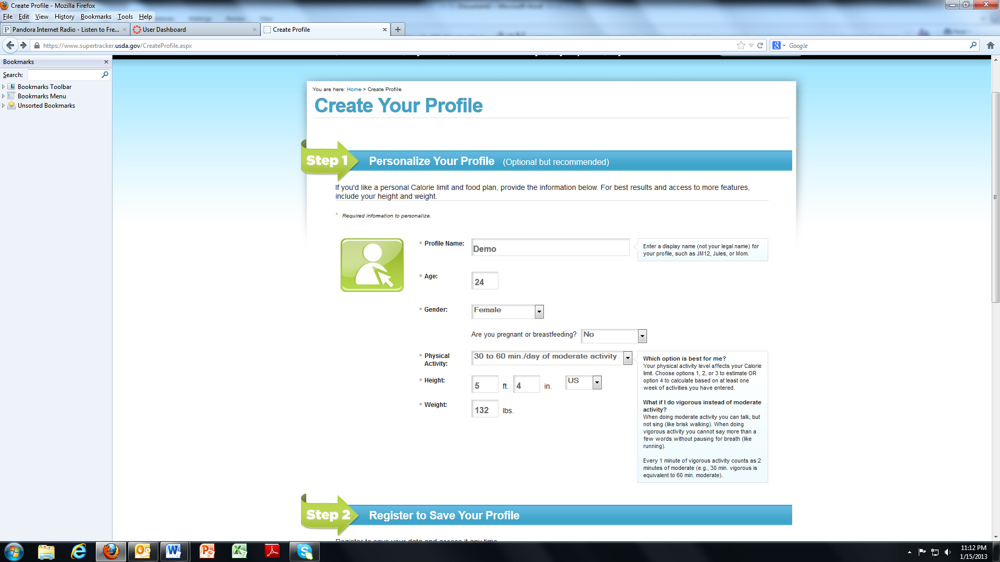 Create Profile - Mozilla Firefox
File Edit View History Bookmarks Tools Help
Pandora Internet Radio - Listen to Fre...
User Dashboard
Create Profile
https://www.supertracker.usda.gov/CreateProfile.aspx
Google
Bookmarks
Search:
Bookmarks Toolbar
Bookmarks Menu
Unsorted Bookmarks
You are here: Home > Create Profile
Create Your Profile
Step 1
Personalize Your Profile (Optional but recommended)
If you'd like a personal Calorie limit and food plan, provide the information below. For best results and access to more features,
include your height and weight.
* Required infomation to personalize.
* Profile Name:
Demo
Enter a display name (not your legal name) for
your profile, such as JM12, Jules, or Mom.
* Age:
24
* Gender:
Female
Are you pregnant or breastfeeding? No
* Physical
Activity:
30 to 60 min./day of moderate activity
* Height:
5 ft. 4 in. US
* Weight:
132 lbs.
Which option is best for me?
Your physical activity level affects your Calorie
limit. Choose options 1, 2, or 3 to estimate OR
option 4 to calculate based on at least one
week of activities you have entered.
What if I do vigorous instead of moderate
activity?
When doing moderate activity you can talk, but
not sing (like brisk walking). When doing
vigorous activity you cannot say more than a
few words without pausing for breath (like
running).
Every 1 minute of vigorous activity counts as 2
minutes of moderate (e.g., 30 min. vigorous is
equivalent to 60 min. moderate).
Step 2
Register to Save Your Profile
Register to save your data and access it any time.
11:12 PM
1/15/2013